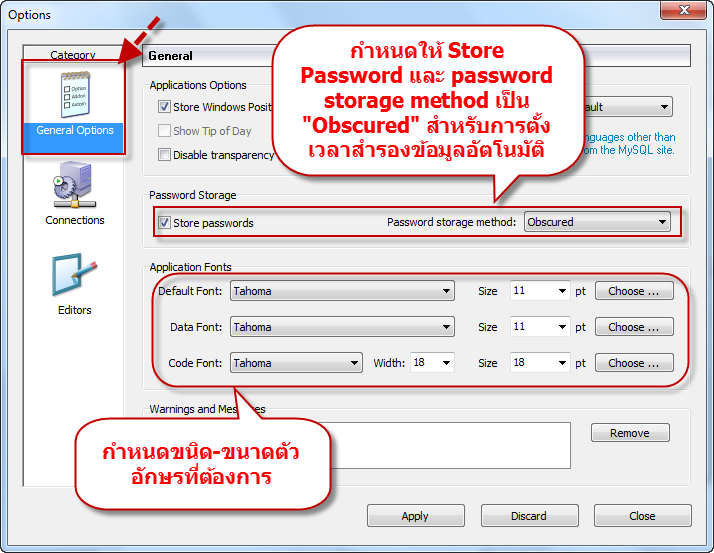 Options
Category
General
กำหนดให้ Store
Password และ password
storage method เป็น
"Obscured" สำหรับการตั้ง
เวลาสำรองข้อมูลอัตโนมัติ
Option
Addon
Autom
General Options
Connections
Editors
Applications Options
Store Windows Posit
Show Tip of Day
Disable transparency
ault
nguages other than
om the MySQL site.
Password Storage
Store passwords
Password storage method: Obscured
Application Fonts
Default Font: Tahoma Size 11 pt Choose ...
Data Font: Tahoma Size 11 pt Choose ...
Code Font: Tahoma Width: 18 Size 18 pt Choose ...
Warnings and Messages
Remove
กำหนดขนิด-ขนาดตัว
อักษรที่ต้องการ
Apply Discard Close